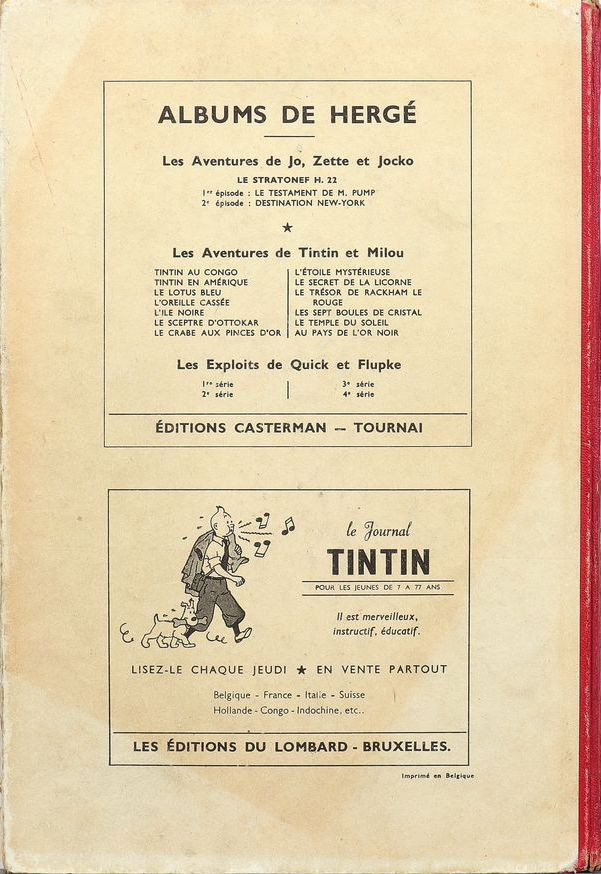 ALBUMS DE HERGÉ
Les Aventures de Jo, Zette et Jocko
LE STRATONEF H. 22
1er épisode : LE TESTAMENT DE M. PUMP
2e épisode : DESTINATION NEW-YORK
★
Les Aventures de Tintin et Milou
TINTIN AU CONGO
TINTIN EN AMÉRIQUE
LE LOTUS BLEU
L'OREILLE CASSÉE
L'ILE NOIRE
LE SCEPTRE D'OTTOKAR
LE CRABE AUX PINCES D'OR
L'ÉTOILE MYSTÉRIEUSE
LE SECRET DE LA LICORNE
LE TRÉSOR DE RACKHAM LE
ROUGE
LES SEPT BOULES DE CRISTAL
LE TEMPLE DU SOLEIL
AU PAYS DE L'OR NOIR
Les Exploits de Quick et Flupke
1re série
2e série
3e série
4e série
ÉDITIONS CASTERMAN — TOURNAI
le Journal
TINTIN
POUR LES JEUNES DE 7 A 77 ANS
Il est merveilleux,
instructif, éducatif.
LISEZ-LE CHAQUE JEUDI ★ EN VENTE PARTOUT
Belgique - France - Italie - Suisse
Hollande - Congo - Indochine, etc..
LES ÉDITIONS DU LOMBARD - BRUXELLES.
Imprimé en Belgique